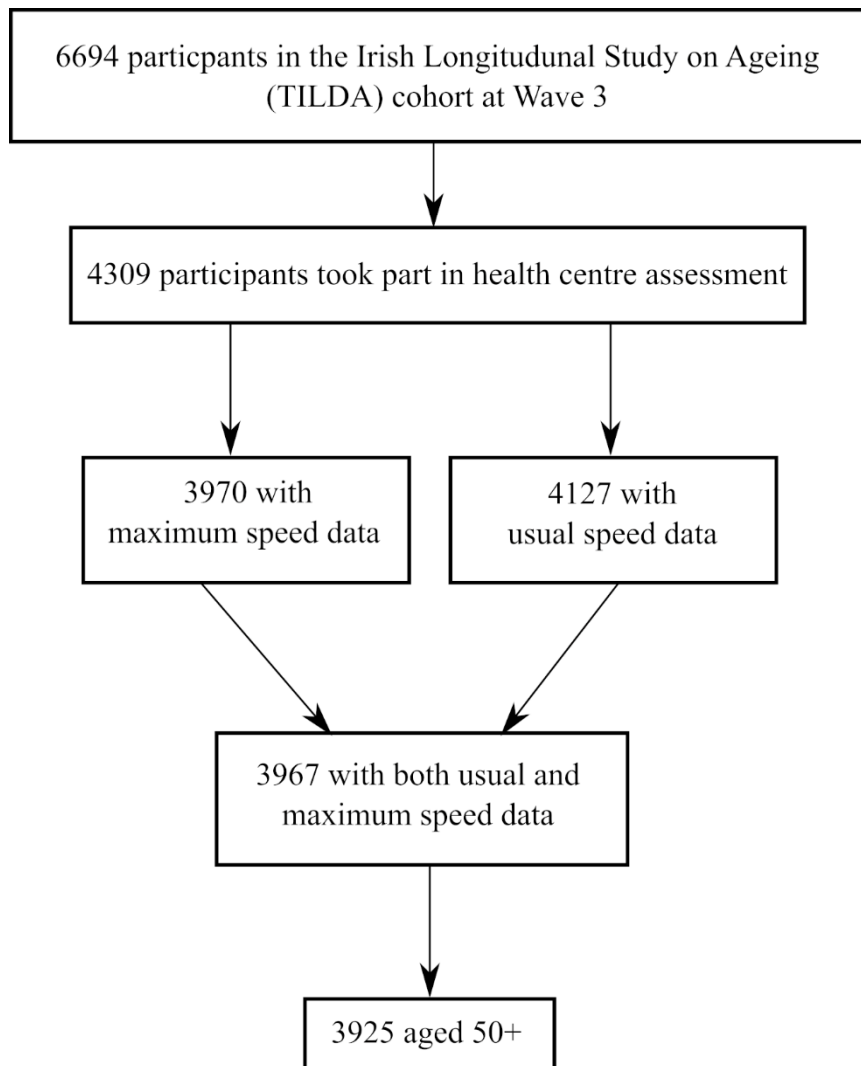 6694 particpants in the Irish Longitudunal Study on Ageing
(TILDA) cohort at Wave 3
4309 participants took part in health centre assessment
3970 with
maximum speed data
4127 with
usual speed data
3967 with both usual and
maximum speed data
3925 aged 50+